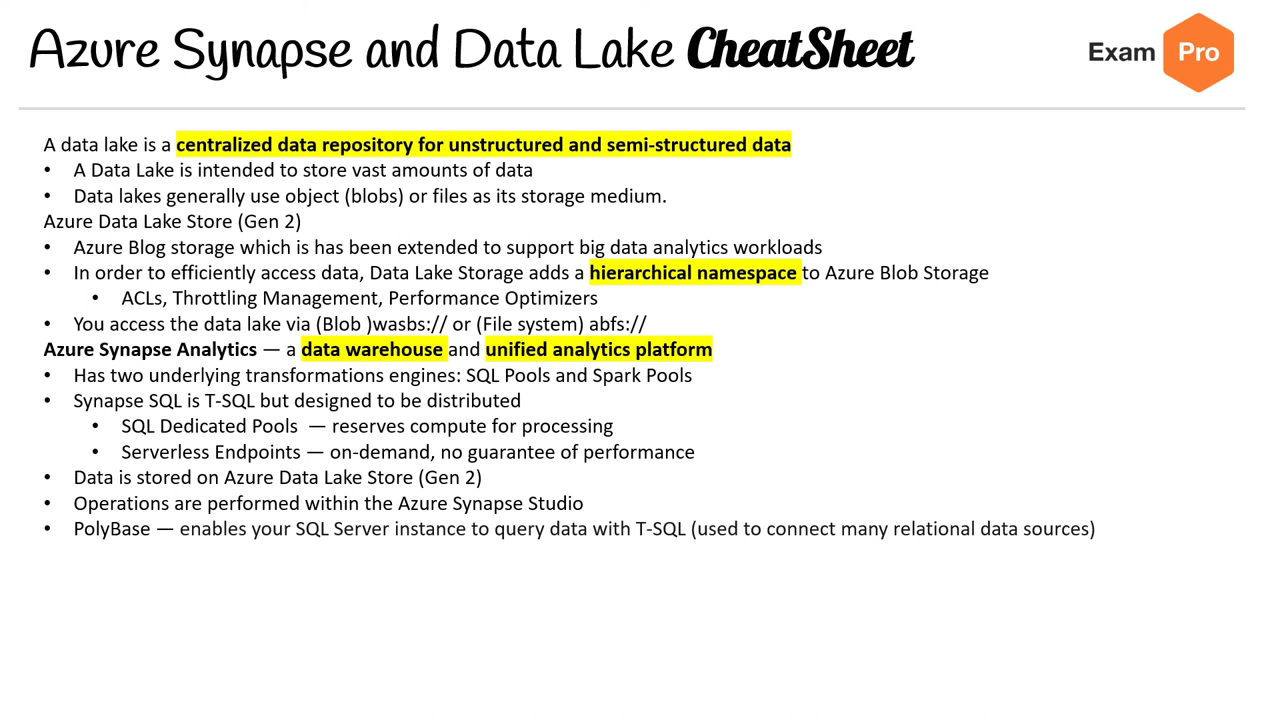 Azure Synapse and Data Lake CheatSheet
Exam Pro
A data lake is a centralized data repository for unstructured and semi-structured data
• A Data Lake is intended to store vast amounts of data
• Data lakes generally use object (blobs) or files as its storage medium.
Azure Data Lake Store (Gen 2)
• Azure Blog storage which is has been extended to support big data analytics workloads
• In order to efficiently access data, Data Lake Storage adds a hierarchical namespace to Azure Blob Storage
• ACLs, Throttling Management, Performance Optimizers
• You access the data lake via (Blob )wasbs:// or (File system) abfs://
Azure Synapse Analytics — a data warehouse and unified analytics platform
• Has two underlying transformations engines: SQL Pools and Spark Pools
• Synapse SQL is T-SQL but designed to be distributed
• SQL Dedicated Pools — reserves compute for processing
• Serverless Endpoints — on-demand, no guarantee of performance
• Data is stored on Azure Data Lake Store (Gen 2)
• Operations are performed within the Azure Synapse Studio
• PolyBase — enables your SQL Server instance to query data with T-SQL (used to connect many relational data sources)